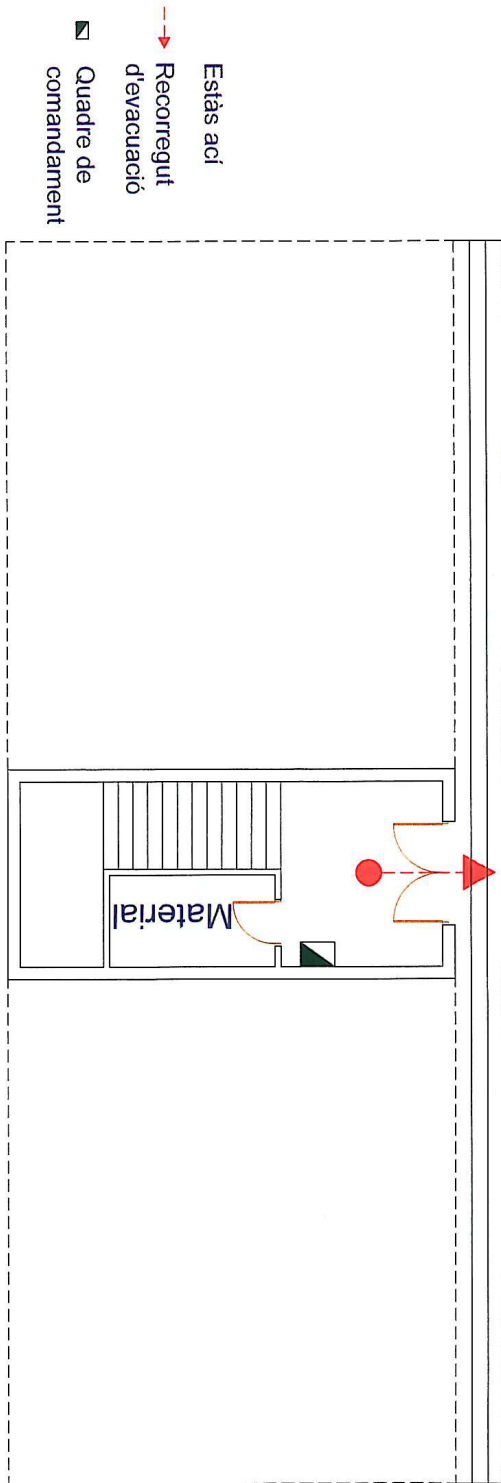 Estàs ací
Recorregut
d'evacuació
Quadre de
comandament
Material